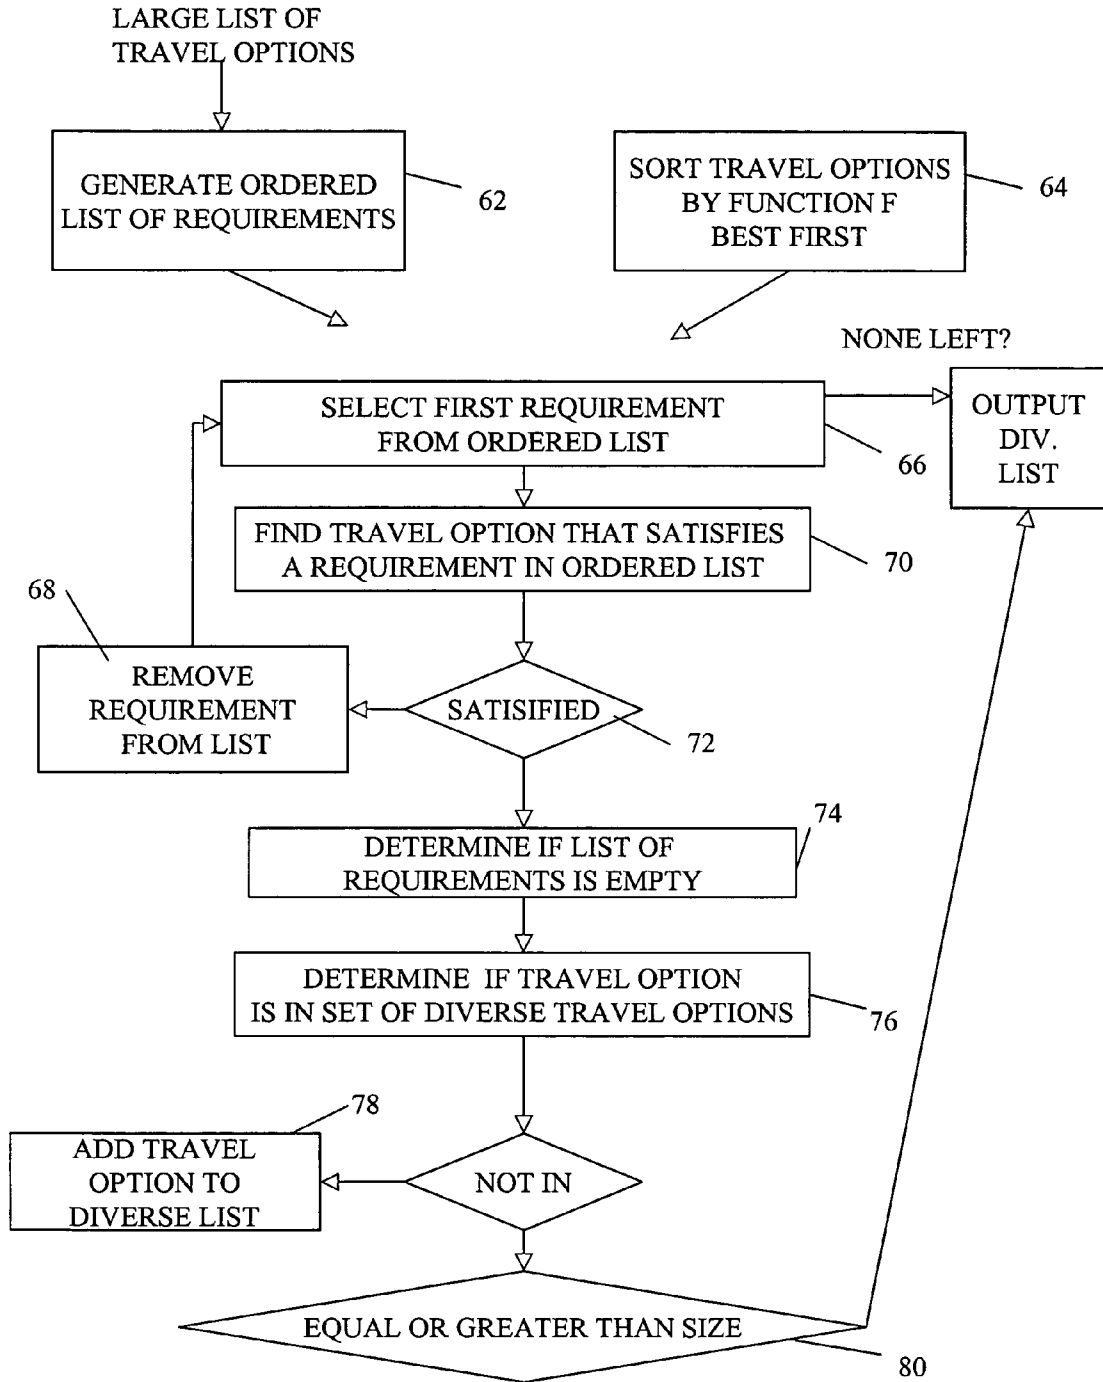 LARGE LIST OF
TRAVEL OPTIONS
GENERATE ORDERED
LIST OF REQUIREMENTS
62
SORT TRAVEL OPTIONS
BY FUNCTION F
BEST FIRST
64
NONE LEFT?
SELECT FIRST REQUIREMENT
FROM ORDERED LIST
66
OUTPUT
DIV.
LIST
FIND TRAVEL OPTION THAT SATISFIES
A REQUIREMENT IN ORDERED LIST
70
68
REMOVE
REQUIREMENT
FROM LIST
SATISIFIED
72
74
DETERMINE IF LIST OF
REQUIREMENTS IS EMPTY
DETERMINE IF TRAVEL OPTION
IS IN SET OF DIVERSE TRAVEL OPTIONS
76
78
ADD TRAVEL
OPTION TO
DIVERSE LIST
NOT IN
EQUAL OR GREATER THAN SIZE
80